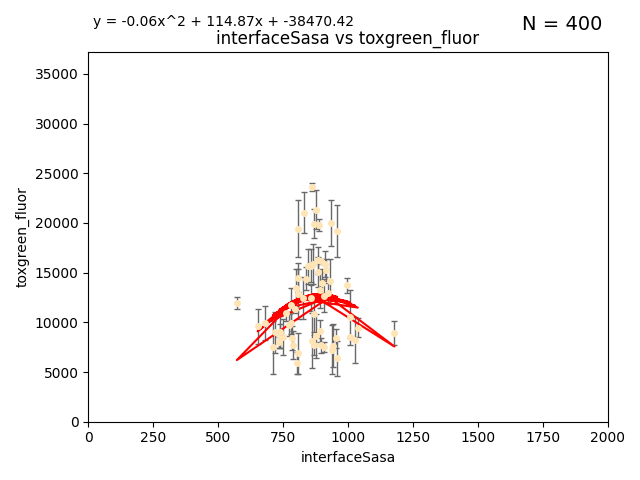 y = -0.06x^2 + 114.87x + -38470.42
N = 400
interfaceSasa vs toxgreen_fluor
toxgreen_fluor
35000
30000
25000
20000
15000
10000
5000
0
0 250 500 750 1000 1250 1500 1750 2000
interfaceSasa